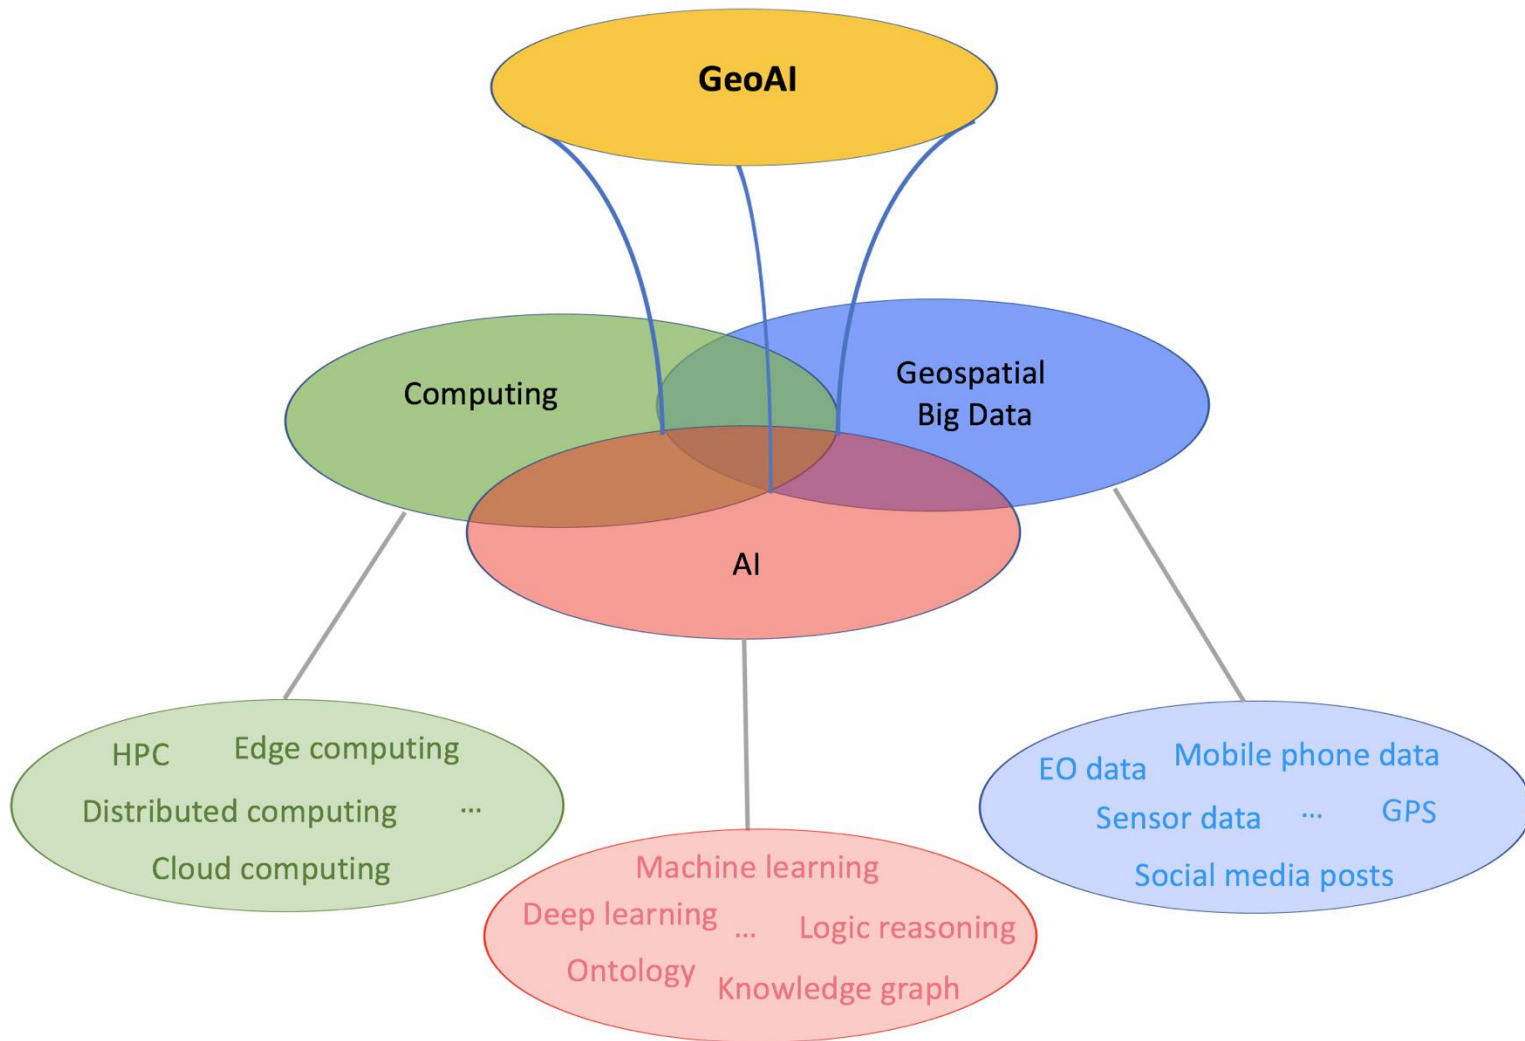 GeoAI
Computing
Geospatial
Big Data
AI
HPC
Edge computing
Distributed computing
...
Cloud computing
Machine learning
Deep learning
...
Logic reasoning
Ontology
Knowledge graph
EO data
Mobile phone data
Sensor data
...
GPS
Social media posts